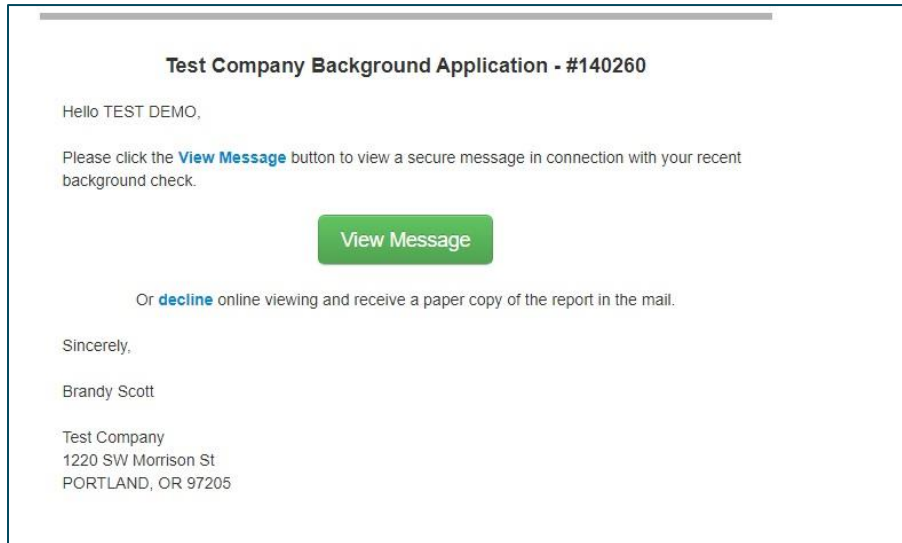 Test Company Background Application - #140260
Hello TEST DEMO,
Please click the View Message button to view a secure message in connection with your recent
background check.
View Message
Or decline online viewing and receive a paper copy of the report in the mail.
Sincerely,
Brandy Scott
Test Company
1220 SW Morrison St
PORTLAND, OR 97205